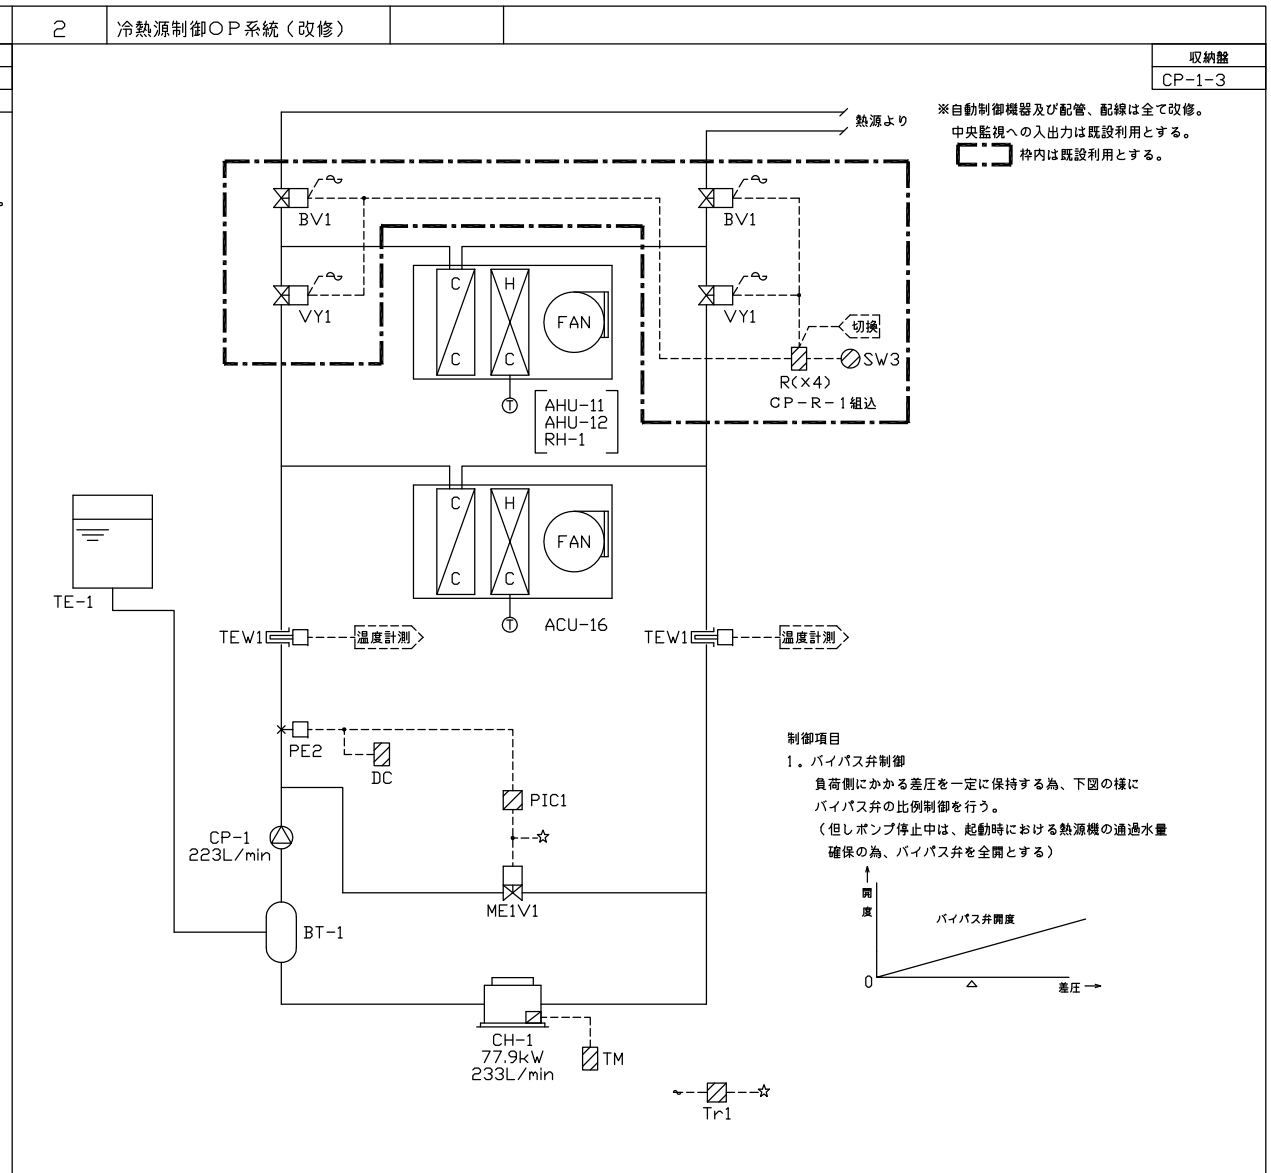 2 冷熱源制御OP系統(改修)
収納盤
CP-1-3
※自動制御機器及び配管、配線は全て改修。
中央監視への入出力は既設利用とする。
枠内は既設利用とする。
熱源より
BV1
BV1
VY1
VY1
C
C
H
C
FAN
切換
SW3
R(×4)
CP-R-1組込
T
AHU-11
AHU-12
RH-1
C
C
H
C
FAN
T
ACU-16
TE-1
TEW1
温度計測
TEW1
温度計測
PE2
DC
PIC1
☆
CP-1
223L/min
ME1V1
BT-1
CH-1
77.9kW
233L/min
TM
Tr1
☆
制御項目
1。バイパス弁制御
負荷側にかかる差圧を一定に保持する為、下図の様に
バイパス弁の比例制御を行う。
(但しポンプ停止中は、起動時における熱源機の通過水量
確保の為、バイパス弁を全開とする)
開度
バイパス弁開度
0
△
差圧→